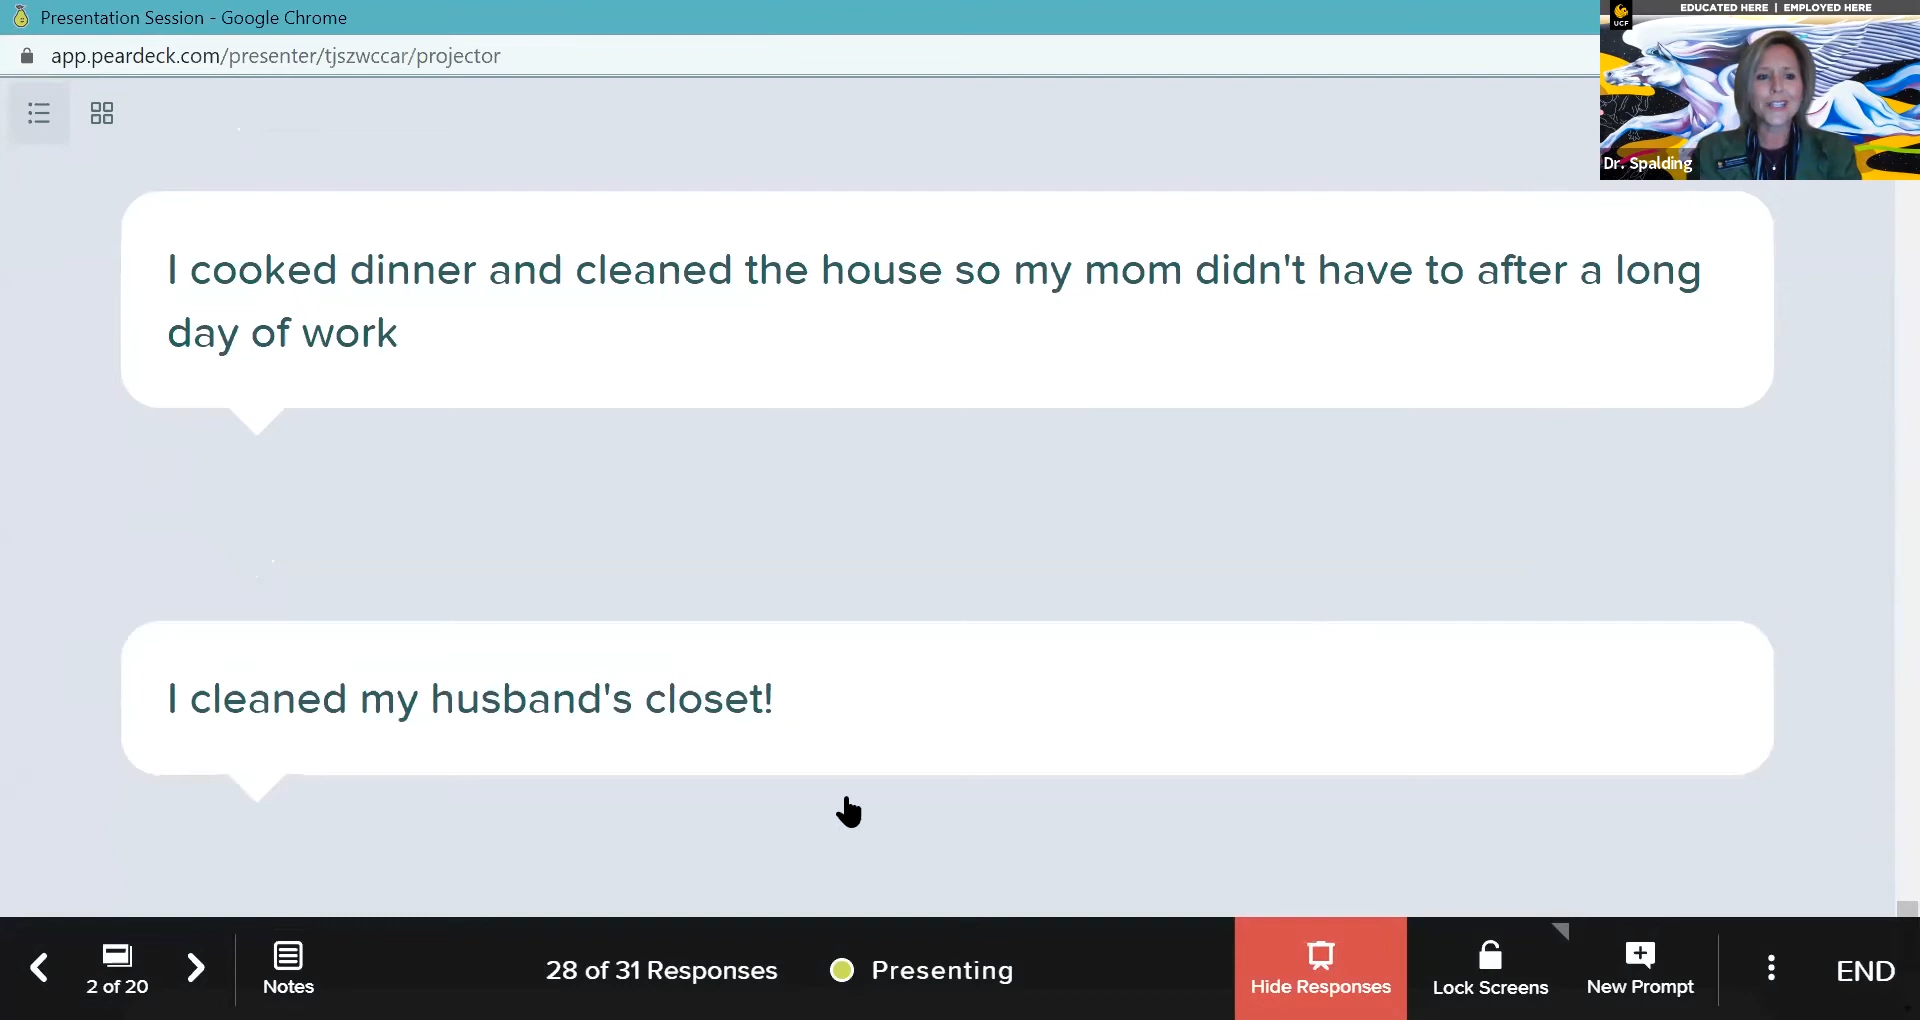 Presentation Session - Google Chrome
EDUCATED HERE | EMPLOYED HERE
UCF
app.peardeck.com/presenter/tjszwccar/projector
Dr. Spalding
I cooked dinner and cleaned the house so my mom didn't have to after a long
day of work
I cleaned my husband's closet!
2 of 20
Notes
28 of 31 Responses
Presenting
Hide Responses
Lock Screens
New Prompt
END